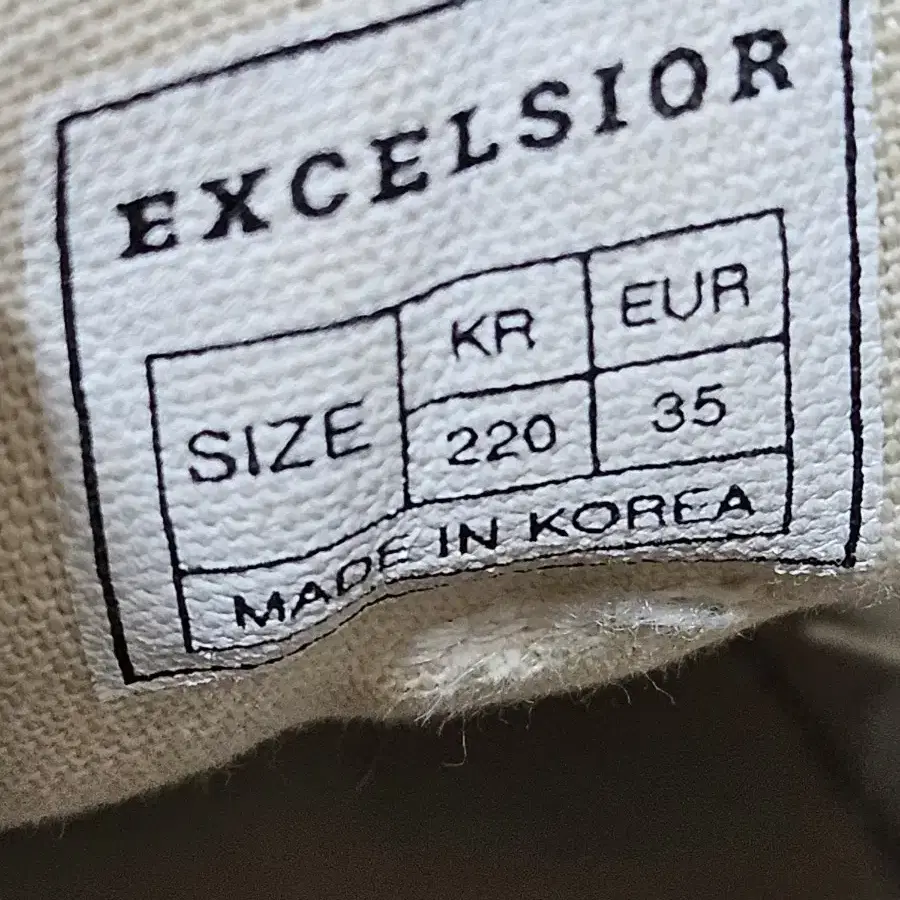 EXCELSIOR
KR EUR
SIZE 220 35
MADE IN KOREA